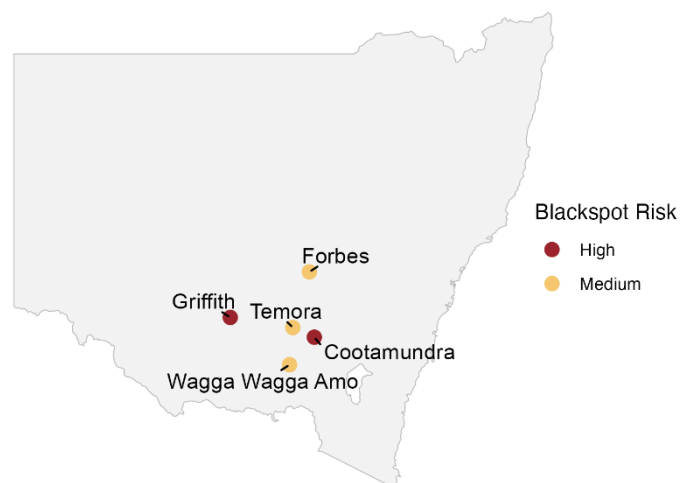 Blackspot Risk
High
Medium
Forbes
Griffith
Temora
Cootamundra
Wagga Wagga Amo